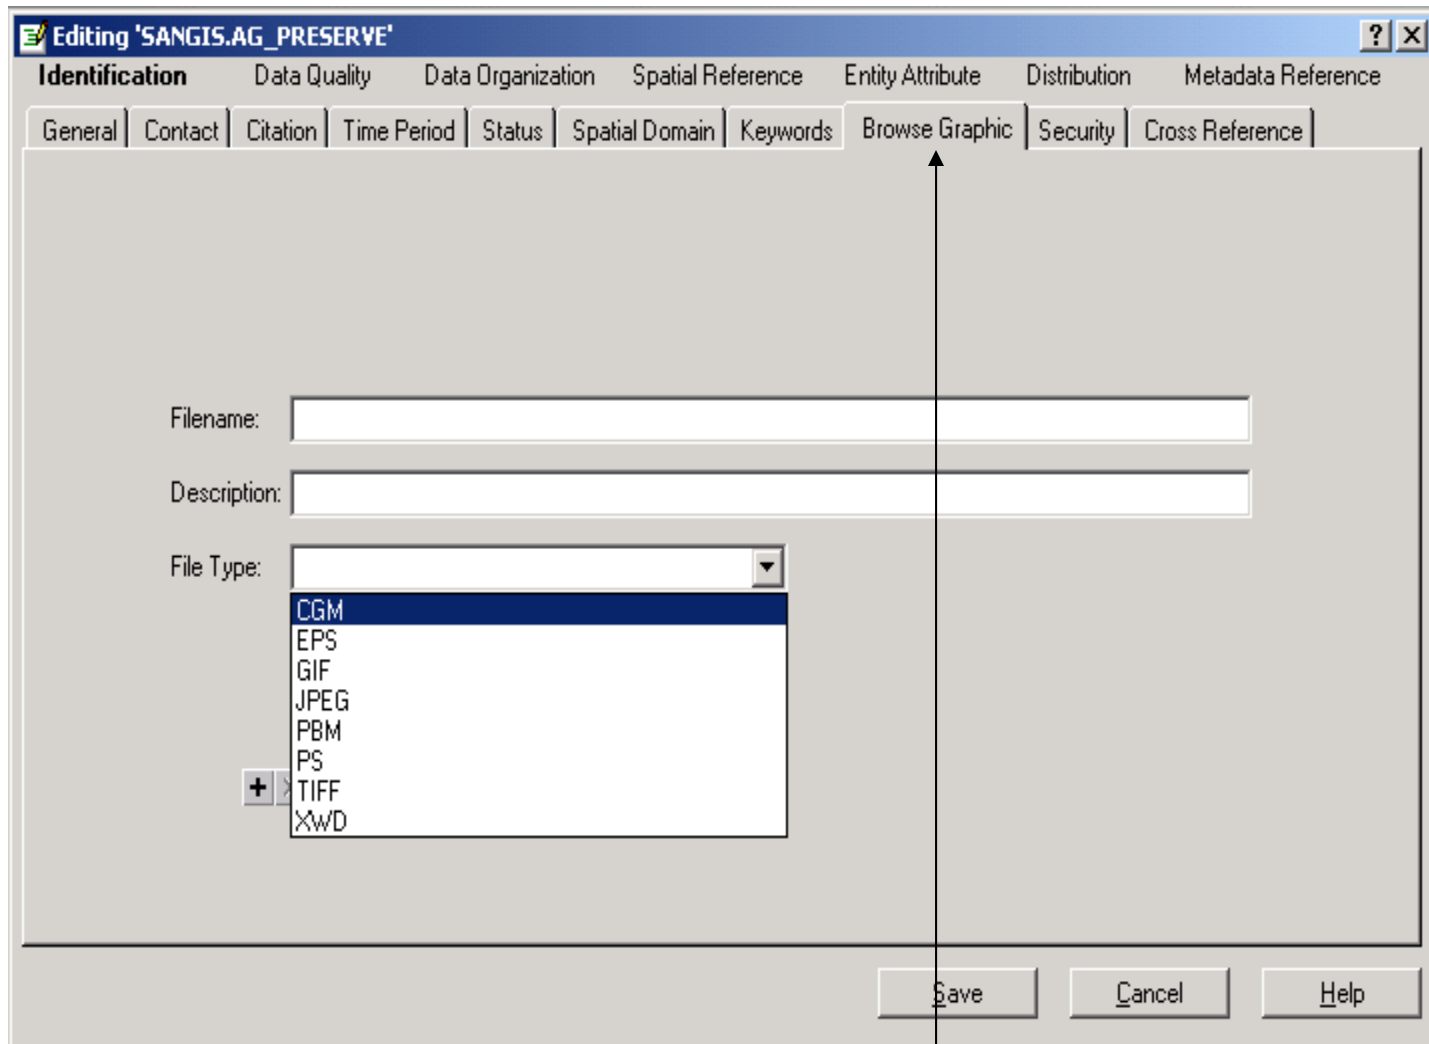 Editing 'SANGIS.AG_PRESERVE'
Identification Data Quality Data Organization Spatial Reference Entity Attribute Distribution Metadata Reference
General Contact Citation Time Period Status Spatial Domain Keywords Browse Graphic Security Cross Reference
Filename:
Description:
File Type:
CGM
EPS
GIF
JPEG
PBM
PS
TIFF
XWD
Save Cancel Help